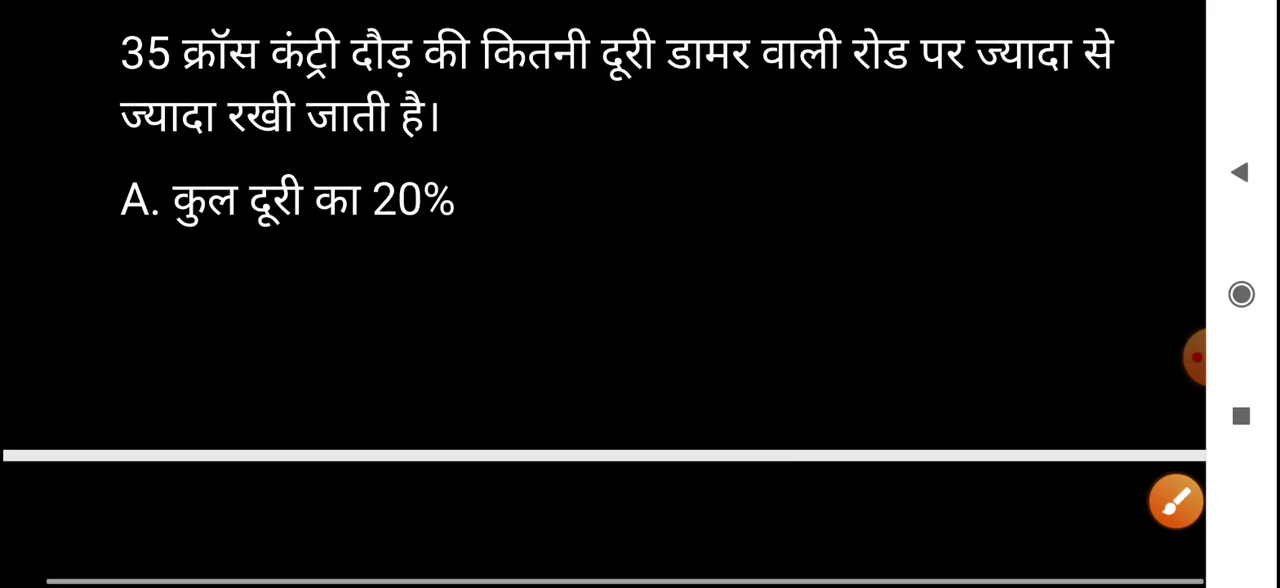 35 क्रॉस कंट्री दौड़ की कितनी दूरी डामर वाली रोड पर ज्यादा से
ज्यादा रखी जाती है।
A. कुल दूरी का 20%